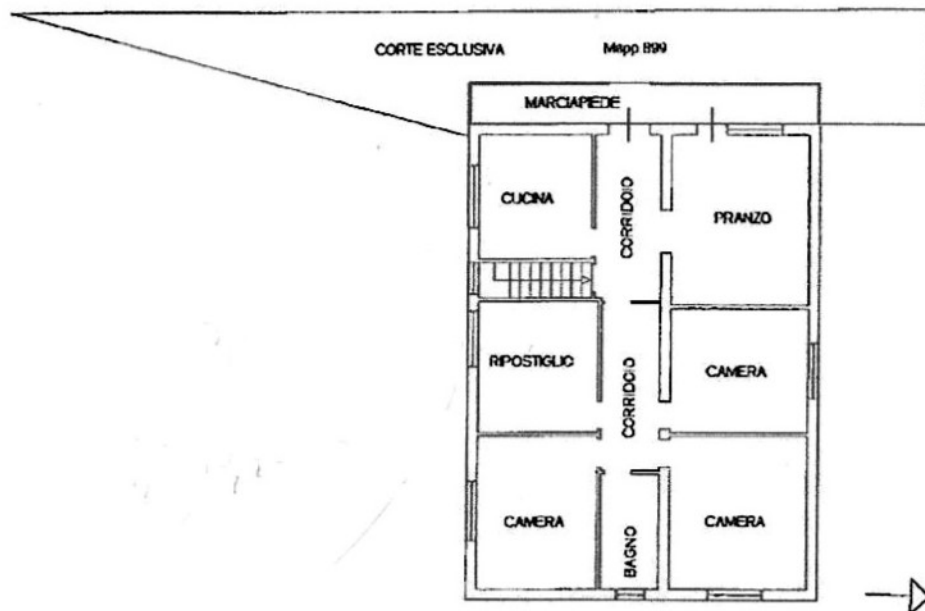 CORTE ESCLUSIVA Mapp 899
MARCIAPIEDE
CUCINA
CORRIDOIO
PRANZO
RIPOSTIGLIO
CORRIDOIO
CAMERA
CAMERA
BAGNO
CAMERA